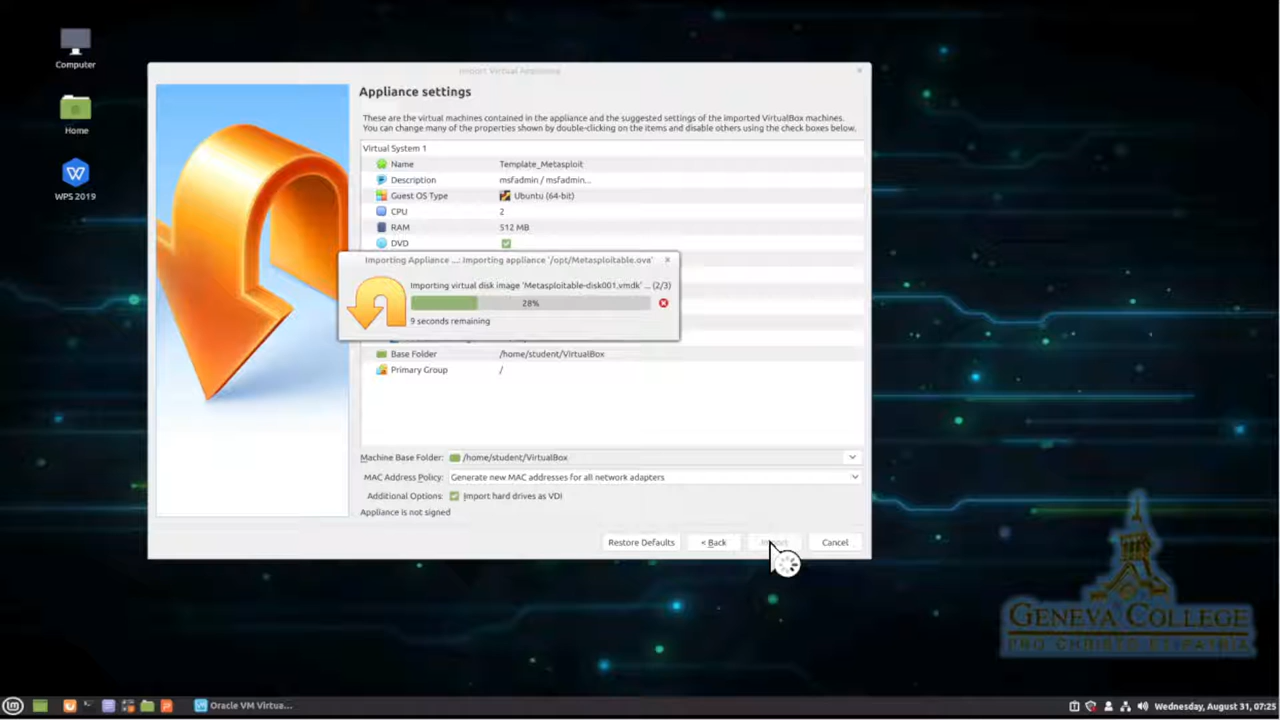 Computer
Home
WPS 2019
Import Virtual Appliance
Appliance settings
These are the virtual machines contained in the appliance and the suggested settings of the imported VirtualBox machines.
You can change many of the properties shown by double-clicking on the items and disable others using the check boxes below.
Virtual System 1
Name Template_Metasploit
Description msfadmin / msfadmin...
Guest OS Type Ubuntu (64-bit)
CPU 2
RAM 512 MB
DVD
Importing Appliance ...: Importing appliance '/opt/Metasploitable.ova'
Importing virtual disk image 'Metasploitable-disk001.vmdk' ... (2/3)
28%
9 seconds remaining
Base Folder /home/student/VirtualBox
Primary Group /
Machine Base Folder: /home/student/VirtualBox
MAC Address Policy: Generate new MAC addresses for all network adapters
Additional Options: Import hard drives as VDI
Appliance is not signed
Restore Defaults < Back Import Cancel
GENEVA COLLEGE
PRO CHRISTO ET PATRIA
Oracle VM Virtua... Wednesday, August 31, 07:25